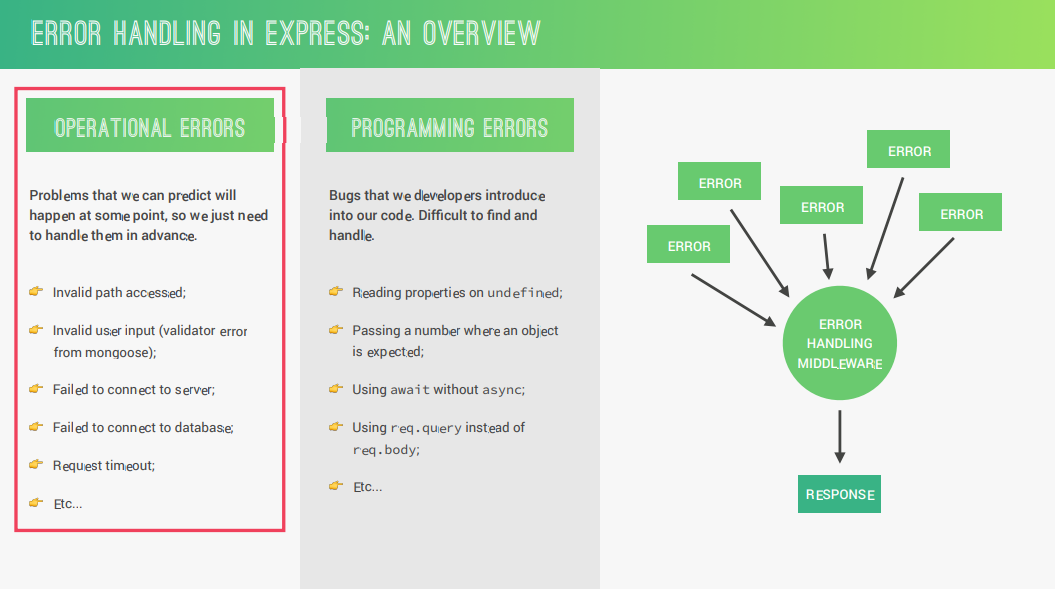 ERROR HANDLING IN EXPRESS: AN OVERVIEW
OPERATIONAL ERRORS
Problems that we can predict will
happen at some point, so we just need
to handle them in advance.
👉 Invalid path accessed;
👉 Invalid user input (validator error
from mongoose);
👉 Failed to connect to server;
👉 Failed to connect to database;
👉 Request timeout;
👉 Etc...
PROGRAMMING ERRORS
Bugs that we developers introduce
into our code. Difficult to find and
handle.
👉 Reading properties on undefined;
👉 Passing a number where an object
is expected;
👉 Using await without async;
👉 Using req.query instead of
req.body;
👉 Etc...
ERROR
ERROR
ERROR
ERROR
ERROR
ERROR
HANDLING
MIDDLEWARE
RESPONSE